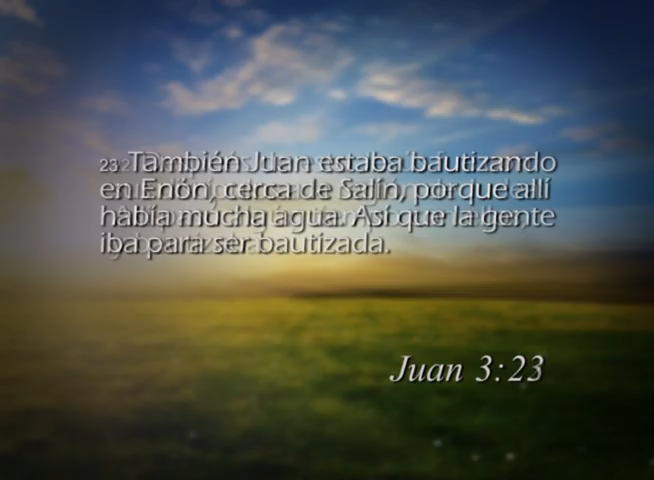 23 También Juan estaba bautizando
en Enón, cerca de Salín, porque allí
había mucha agua. Así que la gente
iba para ser bautizada.
Juan 3:23